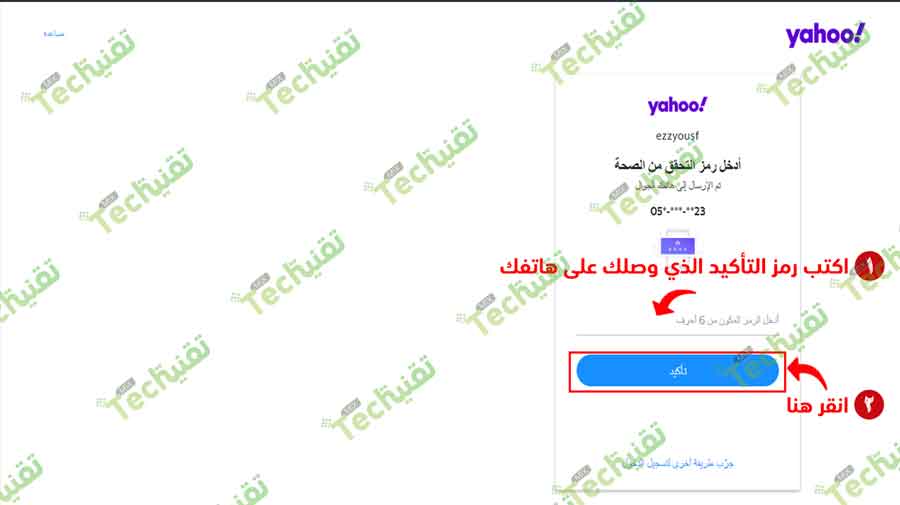 yahoo!
مساعدة
yahoo!
ezzyousf
أدخل رمز التحقق من الصحة
تم الإرسال إلى هاتفك الجوال
05*-***-**23
١ اكتب رمز التأكيد الذي وصلك على هاتفك
أدخل الرمز المكون من 6 أحرف
تأكيد
٢ انقر هنا
جرّب طريقة أخرى لتسجيل الدخول
تقنية Tech MIX